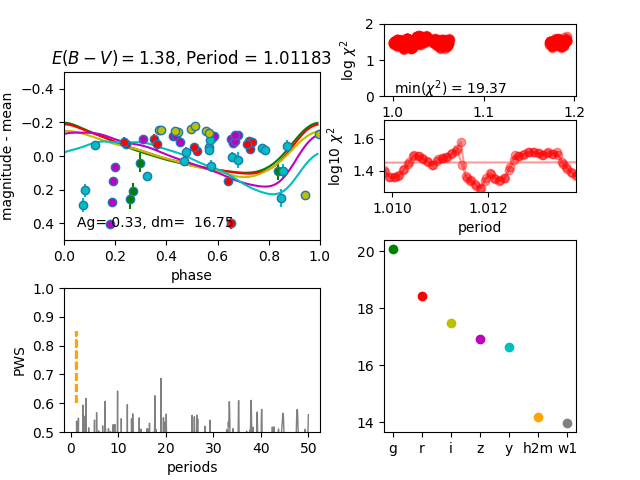 E(B − V) = 1.38, Period = 1.01183
magnitude - mean
−0.4
−0.2
0.0
0.2
0.4
Ag= 0.33, dm= 16.75
0.0 0.2 0.4 0.6 0.8 1.0
phase
log χ²
2
1
0
min(χ²) = 19.37
1.0 1.1 1.2
log10 χ²
1.6
1.4
1.010 1.012
period
PWS
1.0
0.9
0.8
0.7
0.6
0.5
0 10 20 30 40 50
periods
20
18
16
14
g r i z y h2m w1